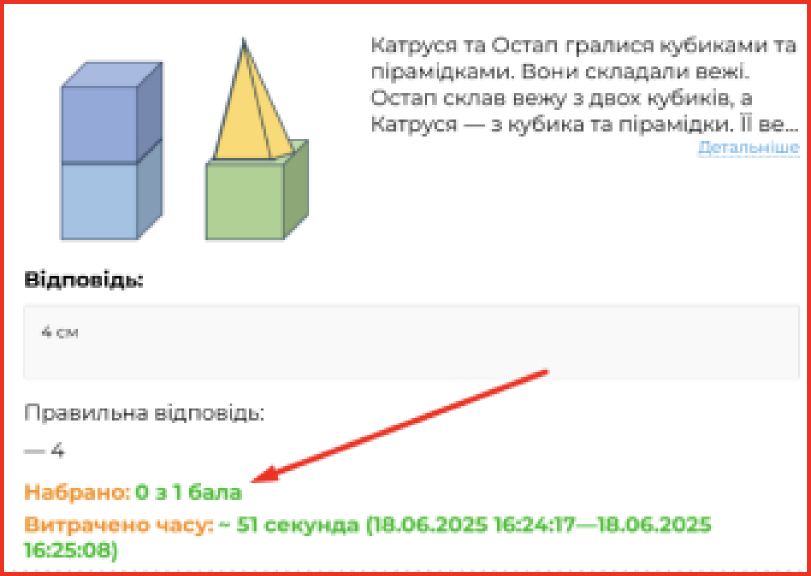 Катруся та Остап гралися кубиками та
пірамідками. Вони складали вежі.
Остап склав вежу з двох кубиків, а
Катруся — з кубика та пірамідки. Її ве...
Детальніше
Відповідь:
4 см
Правильна відповідь:
— 4
Набрано: 0 з 1 бала
Витрачено часу: ~ 51 секунда (18.06.2025 16:24:17—18.06.2025
16:25:08)